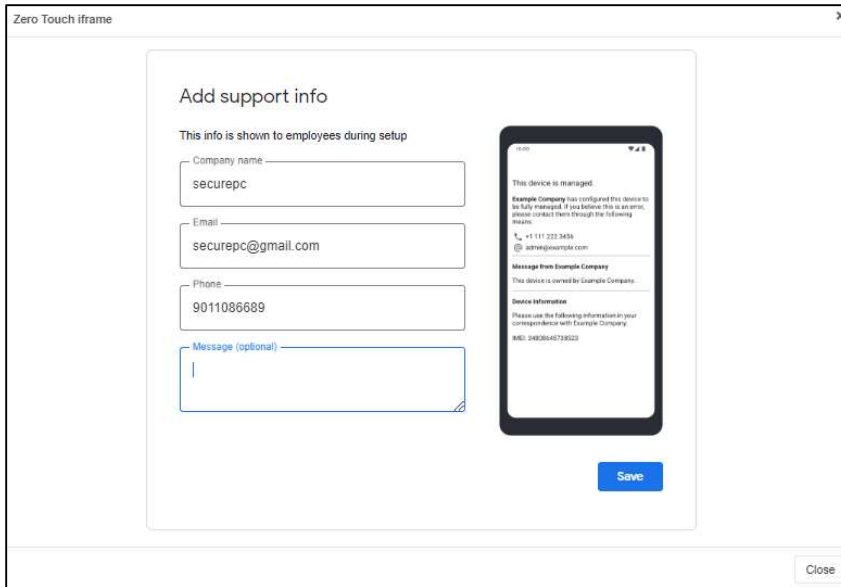 Zero Touch iframe
Add support info
This info is shown to employees during setup
Company name
securepc
Email
securepc@gmail.com
Phone
9011086689
Message (optional)
This device is managed.
Example Company has configured this device to
be fully managed. If you believe this is an error,
please contact them through the following
means.
+1 111 222 3456
admin@example.com
Message from Example Company
This device is owned by Example Company.
Device Information
Please use the following information in your
correspondence with Example Company.
Save
Close